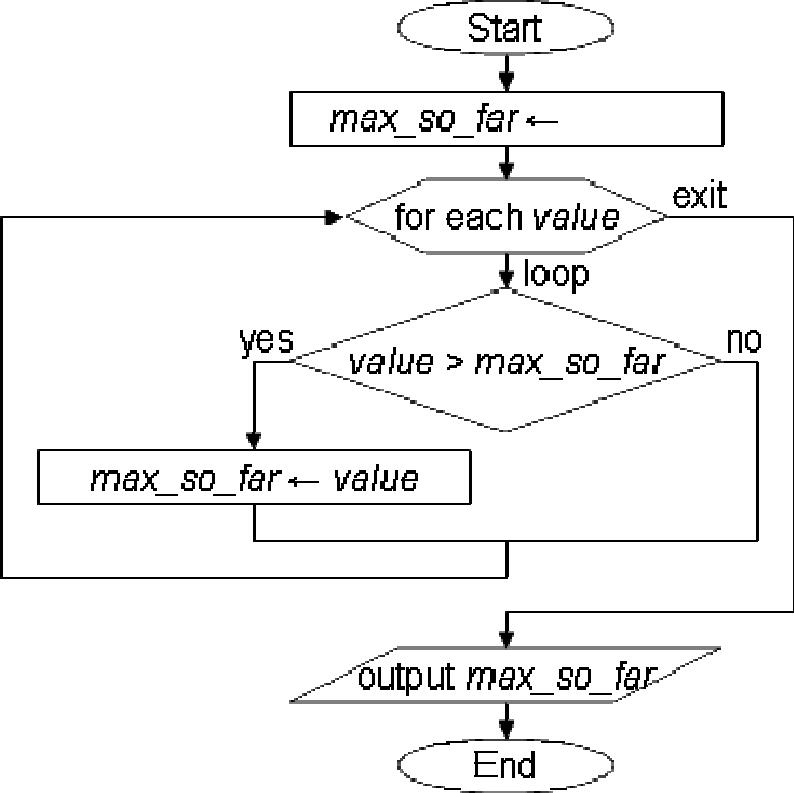 Start
max_so_far ←
for each value
exit
loop
yes
value > max_so_far
no
max_so_far ← value
output max_so_far
End